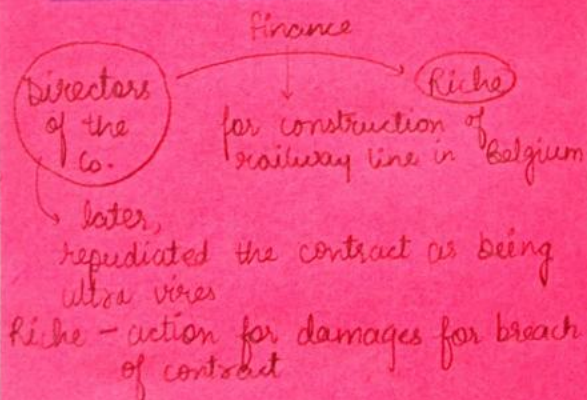 finance
Directors
of the
Co.
Riche
for construction of
railway line in Belgium
later,
repudiated the contract as being
ultra vires
Riche - action for damages for breach
of contract